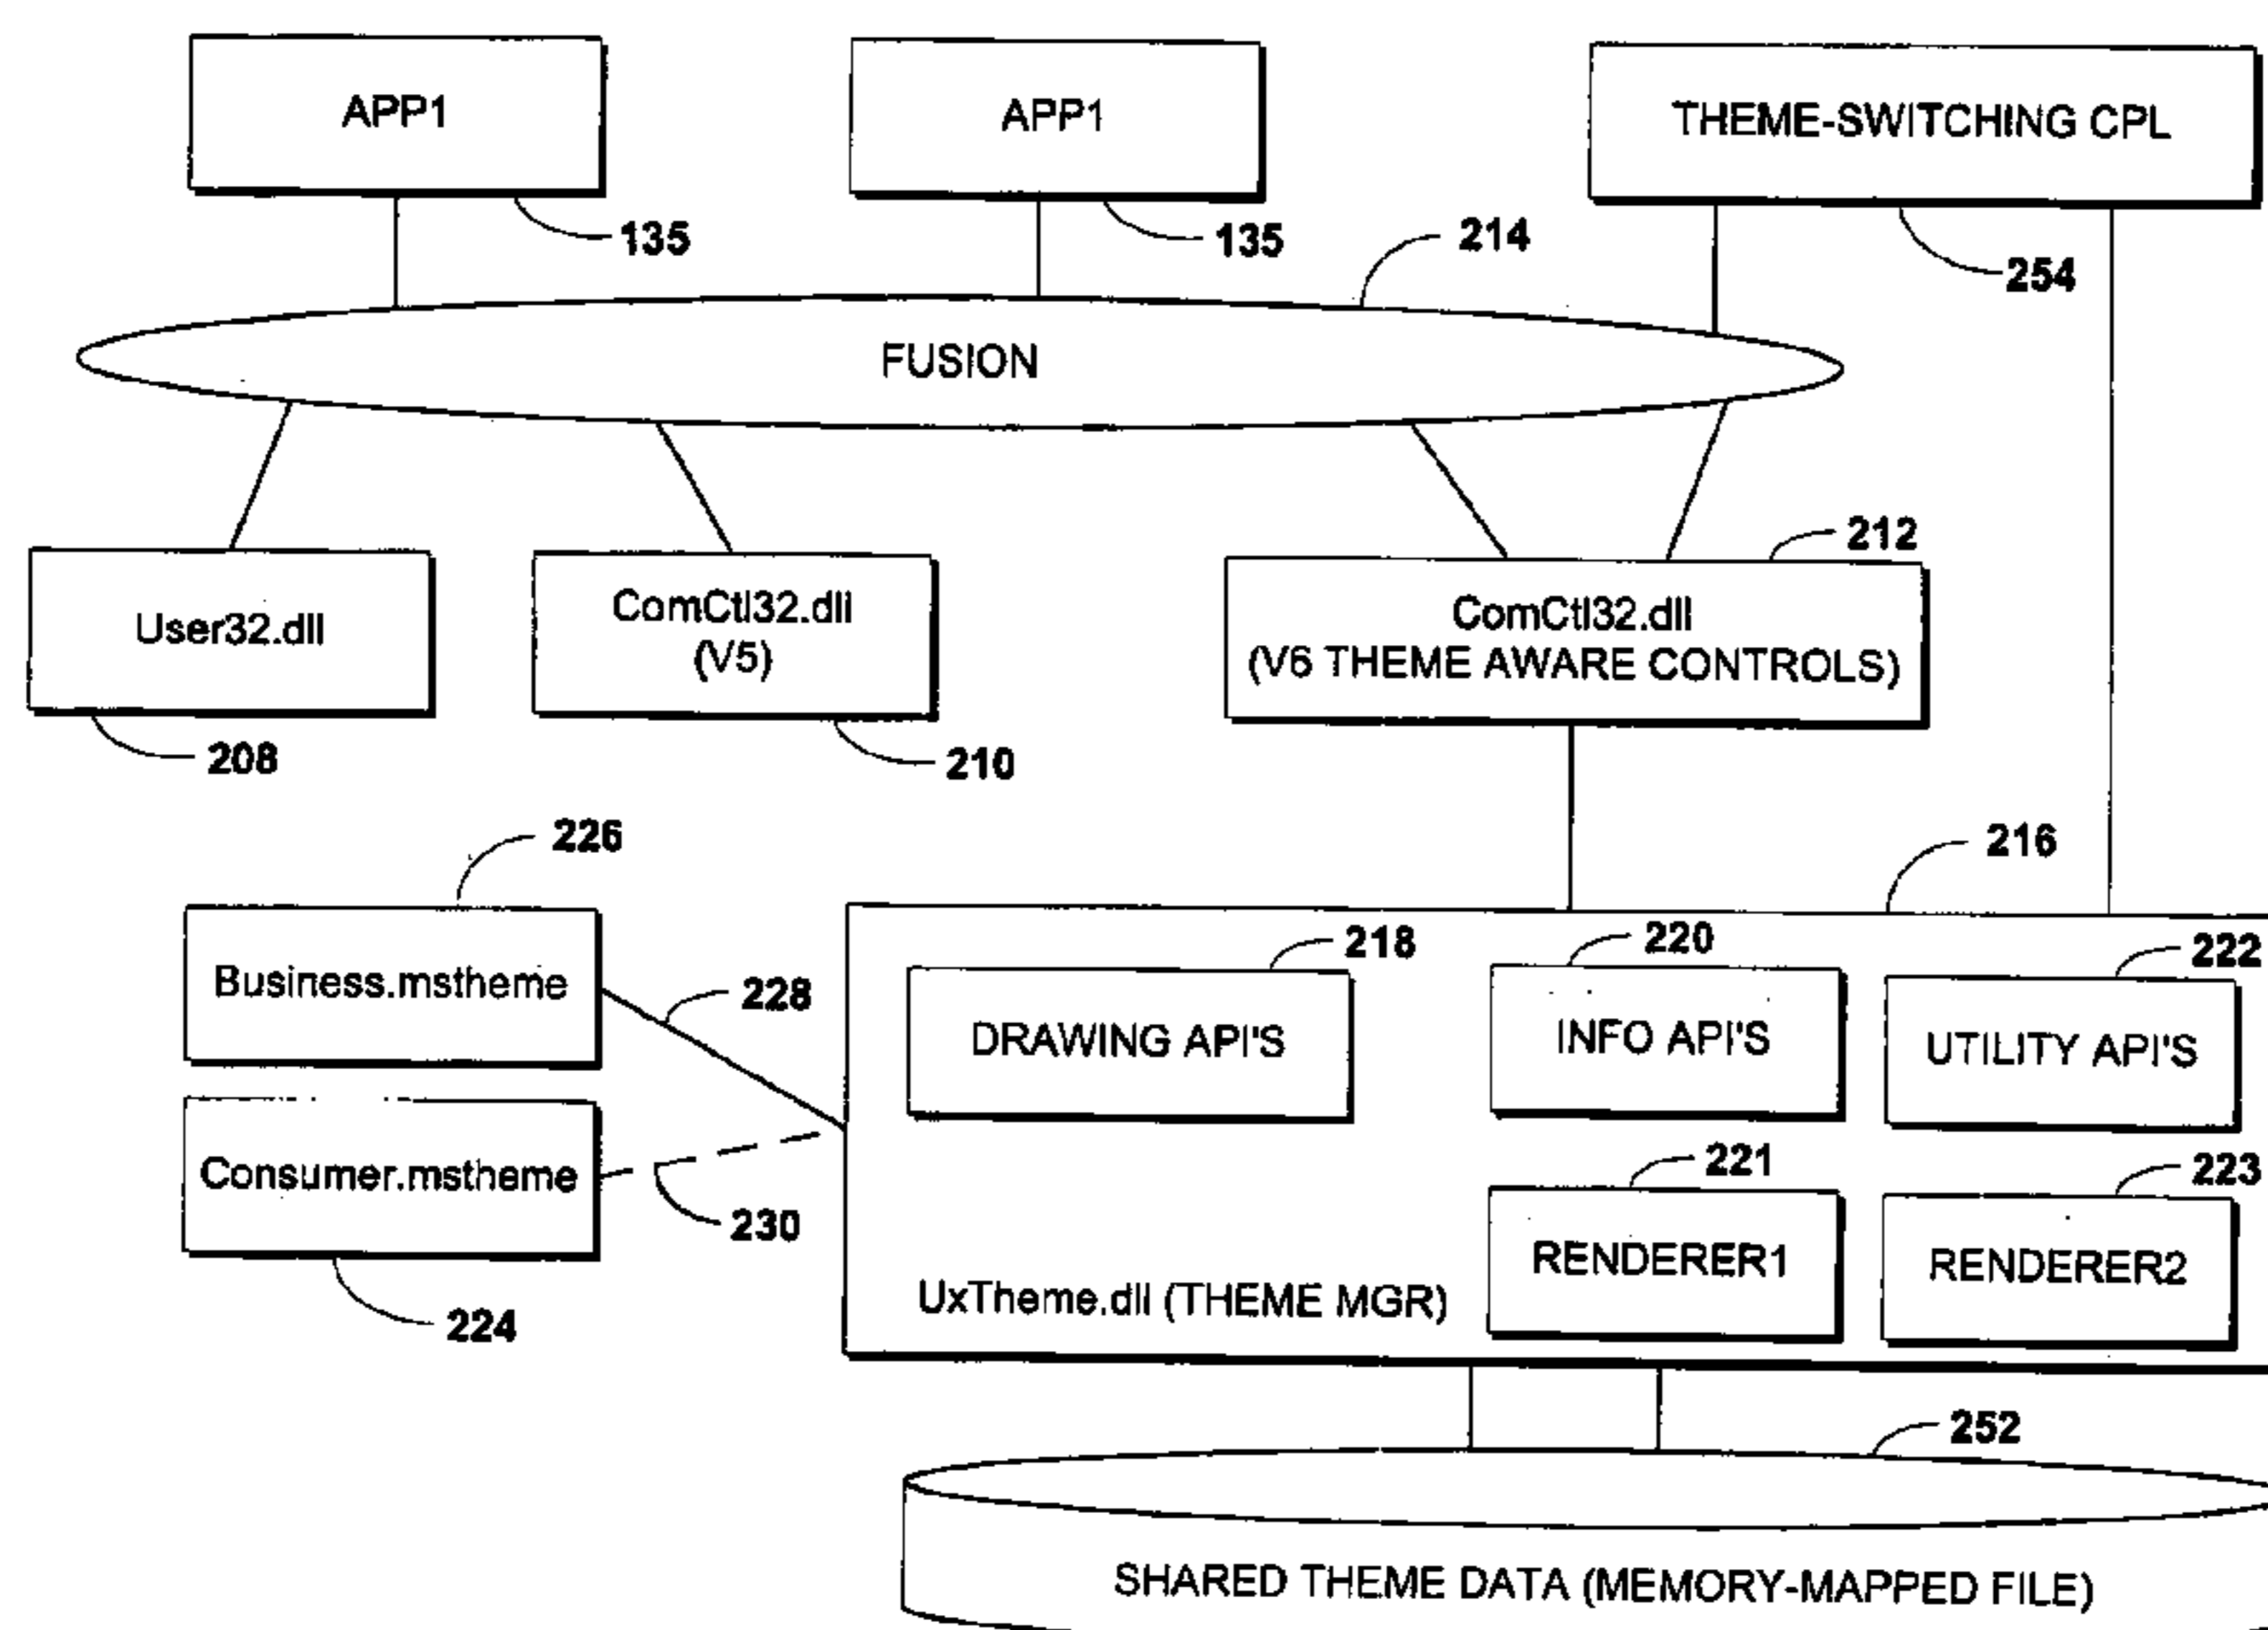 APP1
APP1
THEME-SWITCHING CPL
135
135
214
254
FUSION
212
User32.dll
ComCtl32.dll
(V5)
ComCtl32.dll
(V6 THEME AWARE CONTROLS)
208
210
226
216
218
220
222
Business.mstheme
228
DRAWING API'S
INFO API'S
UTILITY API'S
Consumer.mstheme
230
221
223
RENDERER1
RENDERER2
UxTheme.dll (THEME MGR)
224
252
SHARED THEME DATA (MEMORY-MAPPED FILE)